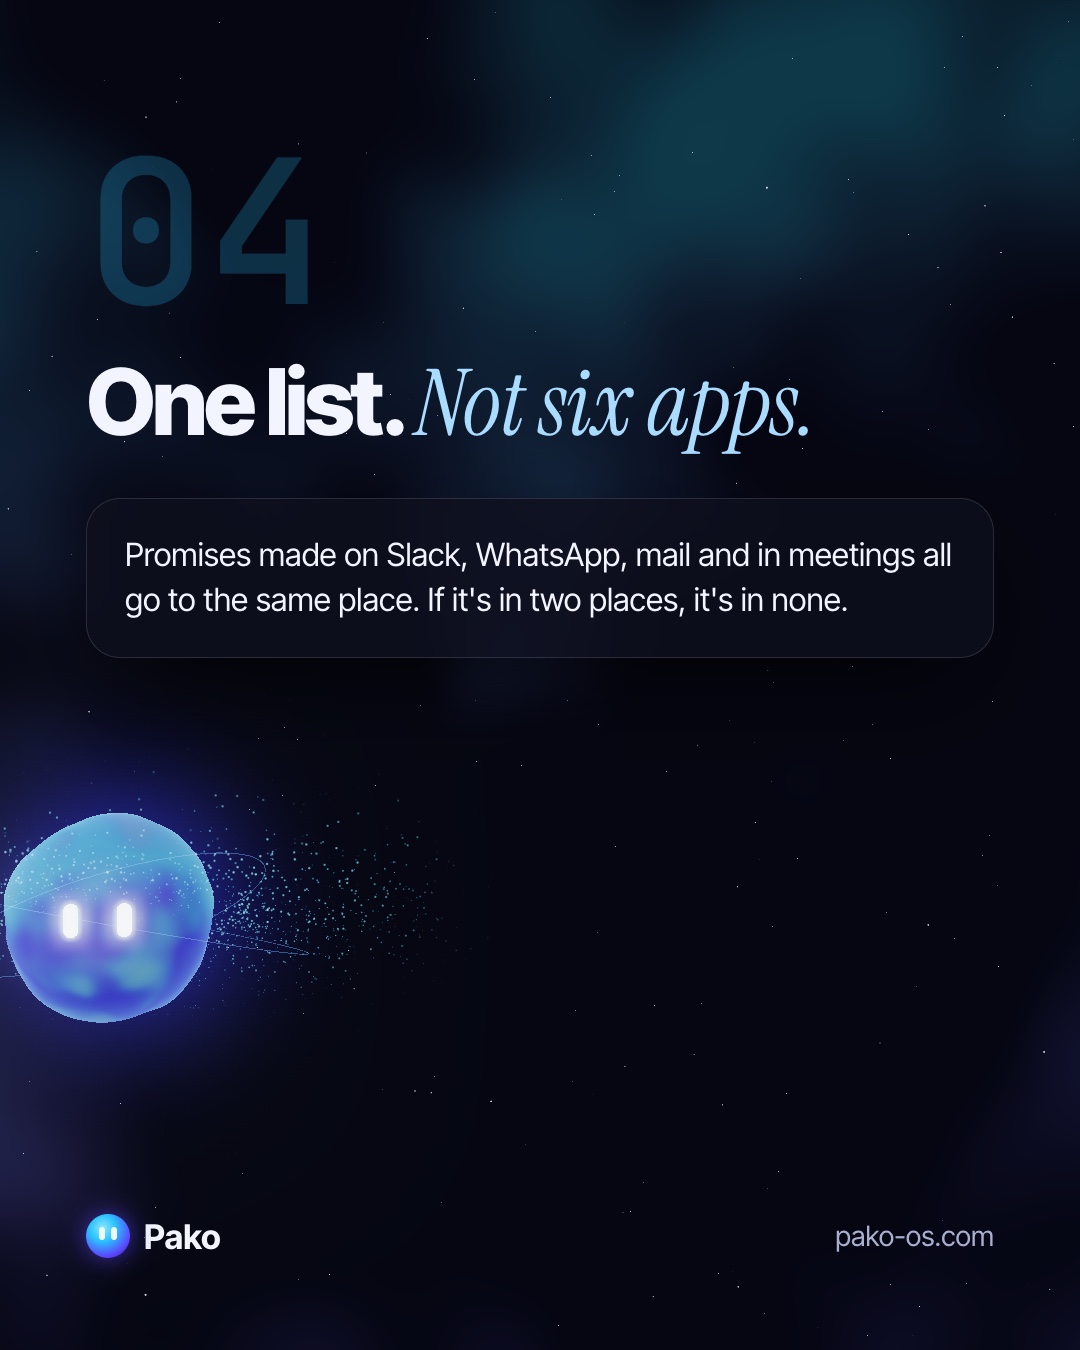 04
One list. Not six apps.
Promises made on Slack, WhatsApp, mail and in meetings all
go to the same place. If it's in two places, it's in none.
Pako
pako-os.com